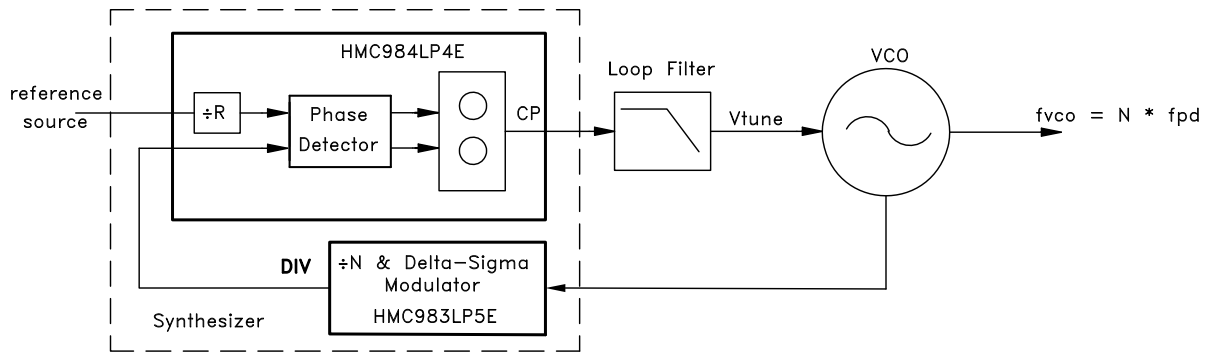 HMC984LP4E
reference
source
÷R
Phase
Detector
CP
Loop Filter
Vtune
VCO
fvco = N * fpd
DIV
÷N & Delta-Sigma
Modulator
HMC983LP5E
Synthesizer